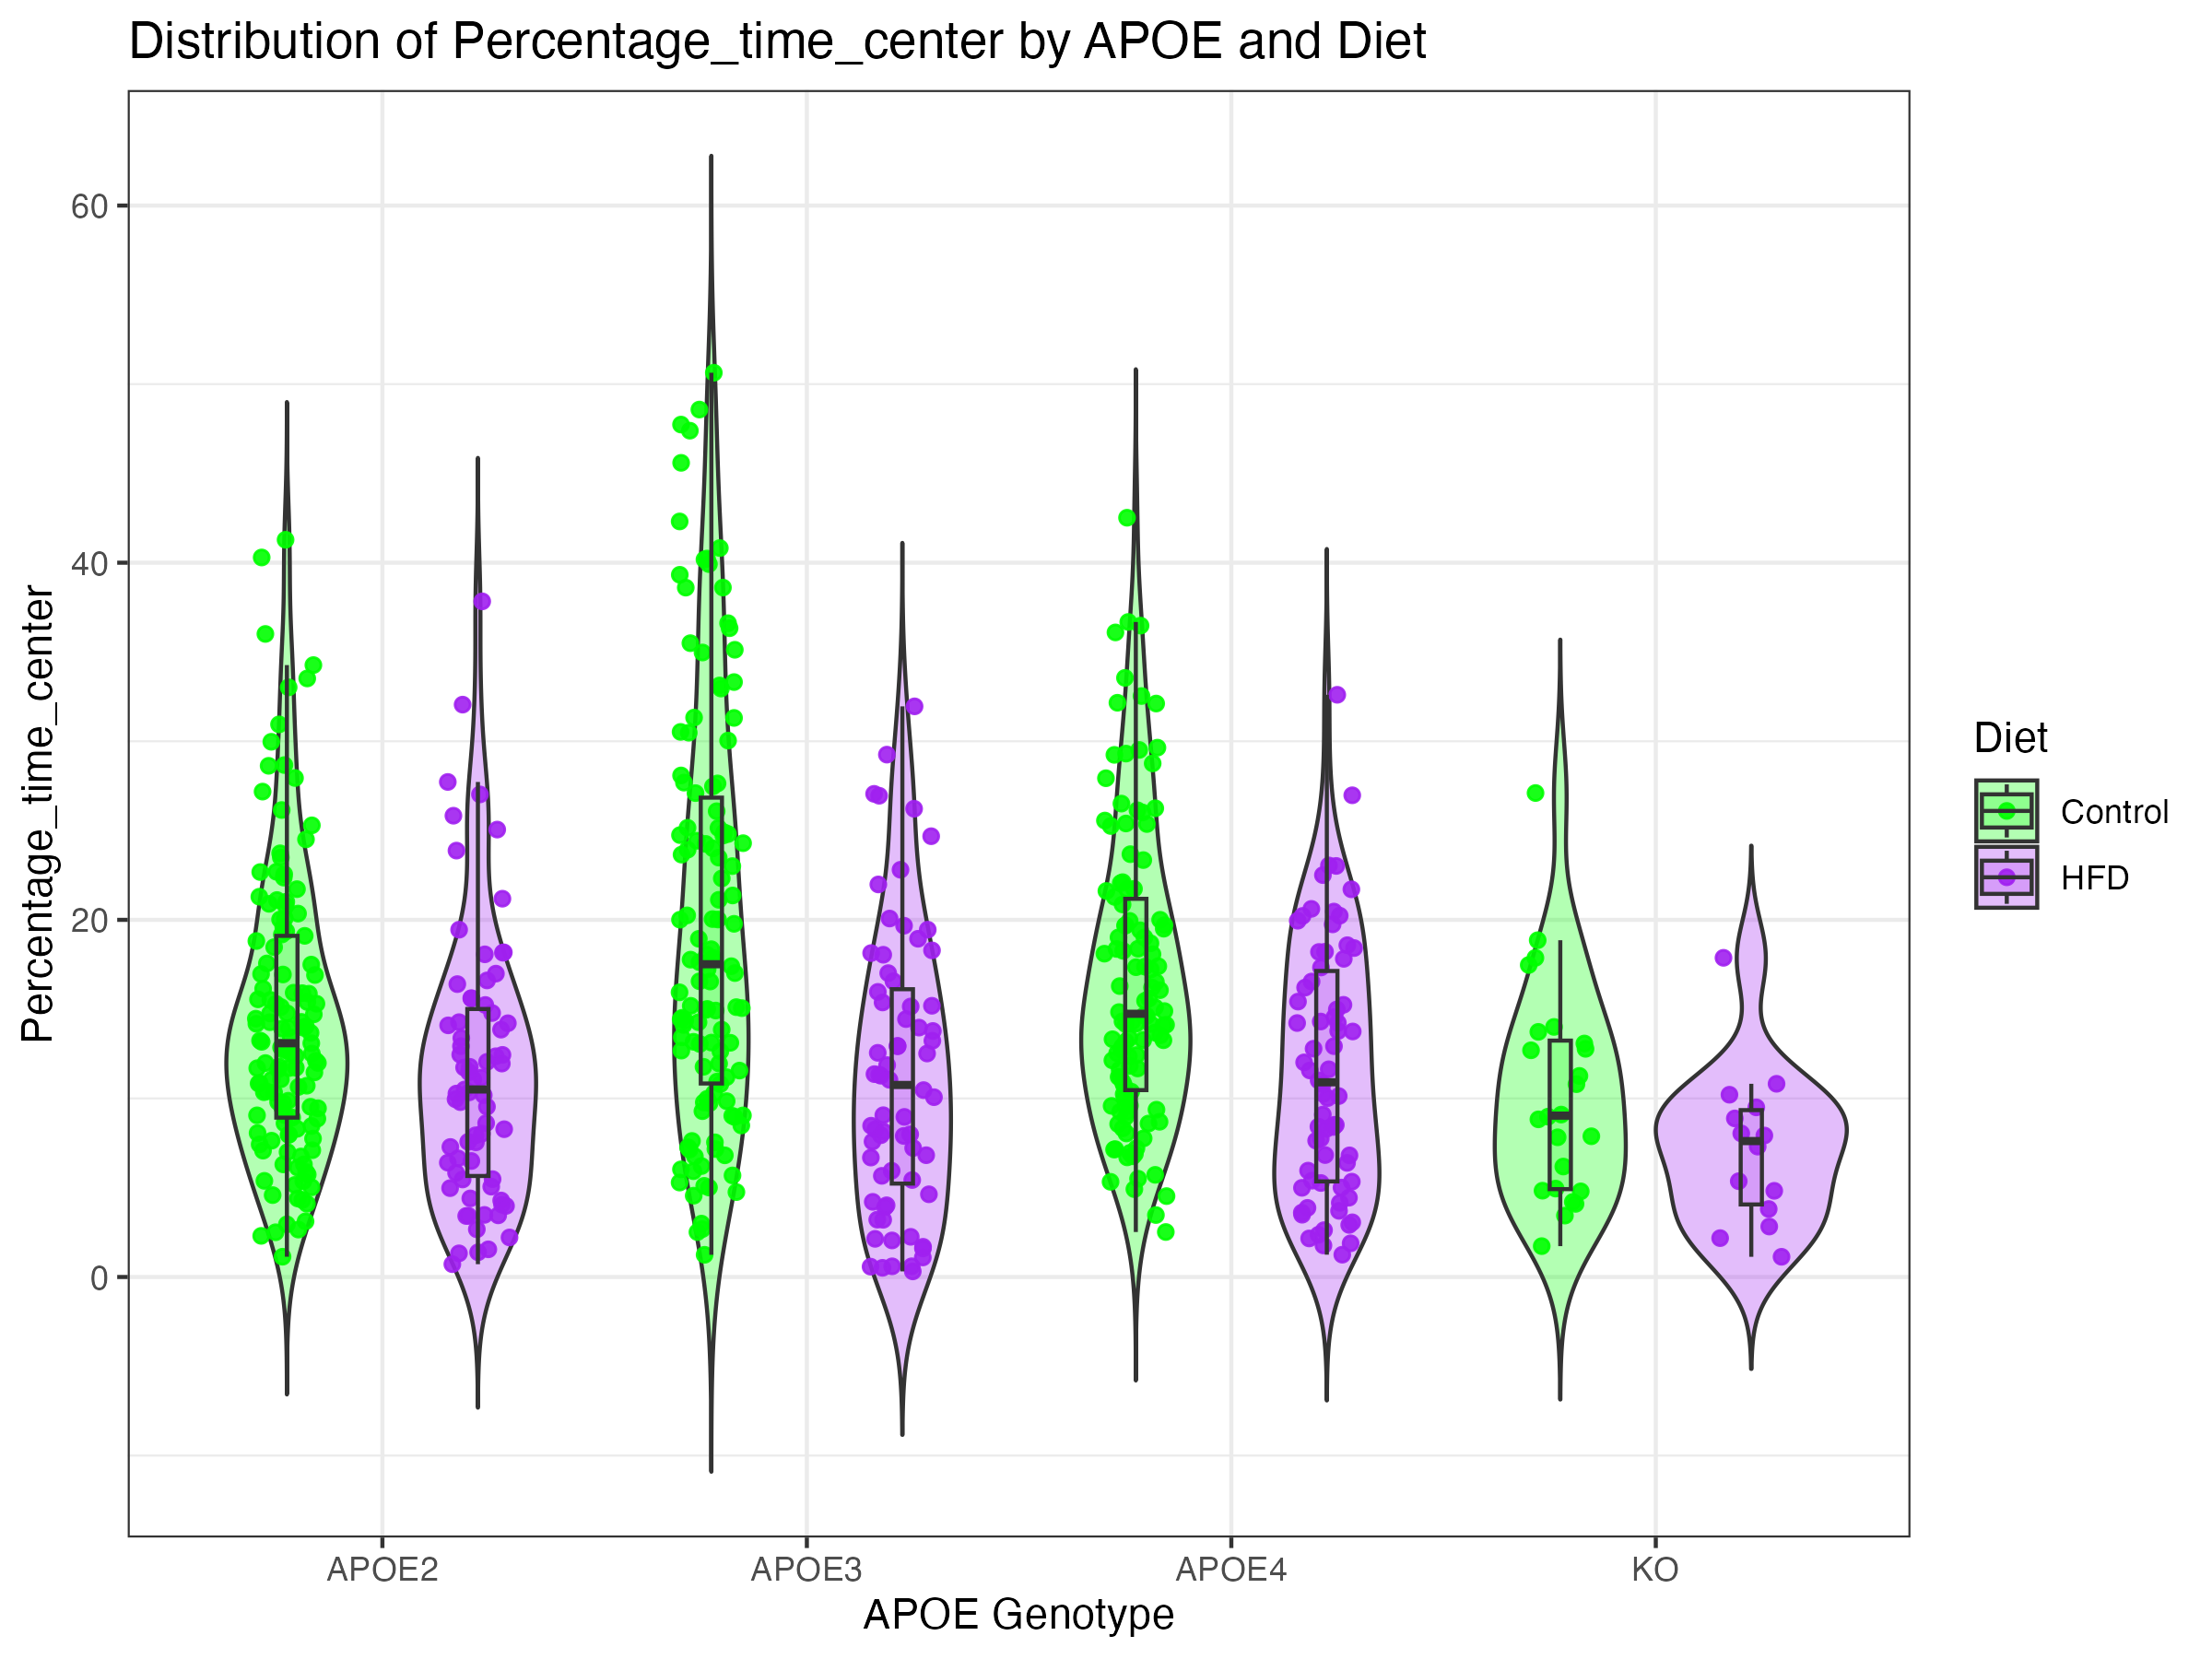 Distribution of Percentage_time_center by APOE and Diet
Percentage_time_center
60
40
20
0
APOE2
APOE3
APOE4
KO
APOE Genotype
Diet
Control
HFD